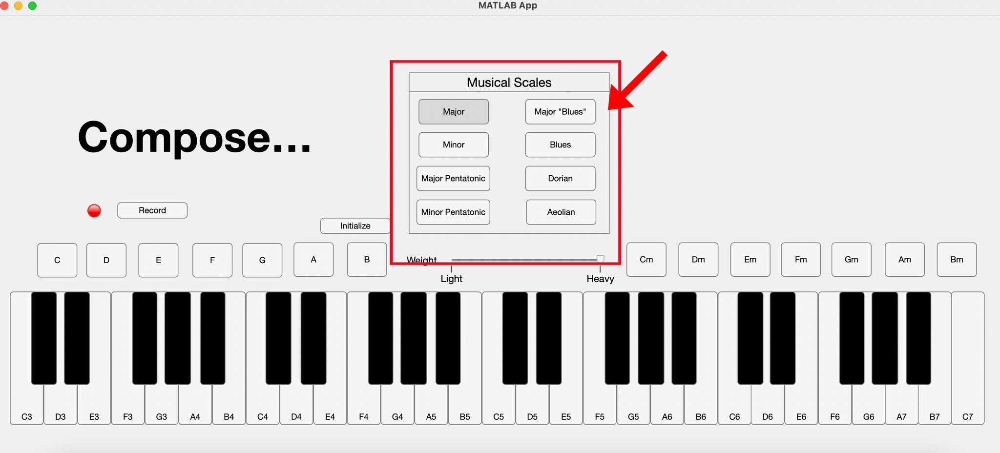 MATLAB App
Musical Scales
Major
Major "Blues"
Compose...
Minor
Blues
Major Pentatonic
Dorian
Record
Minor Pentatonic
Aeolian
Initialize
C D E F G A B
Weight
Cm Dm Em Fm Gm Am Bm
Light Heavy
C3 D3 E3 F3 G3 A4 B4 C4 D4 E4 F4 G4 A5 B5 C5 D5 E5 F5 G5 A6 B6 C6 D6 E6 F6 G6 A7 B7 C7